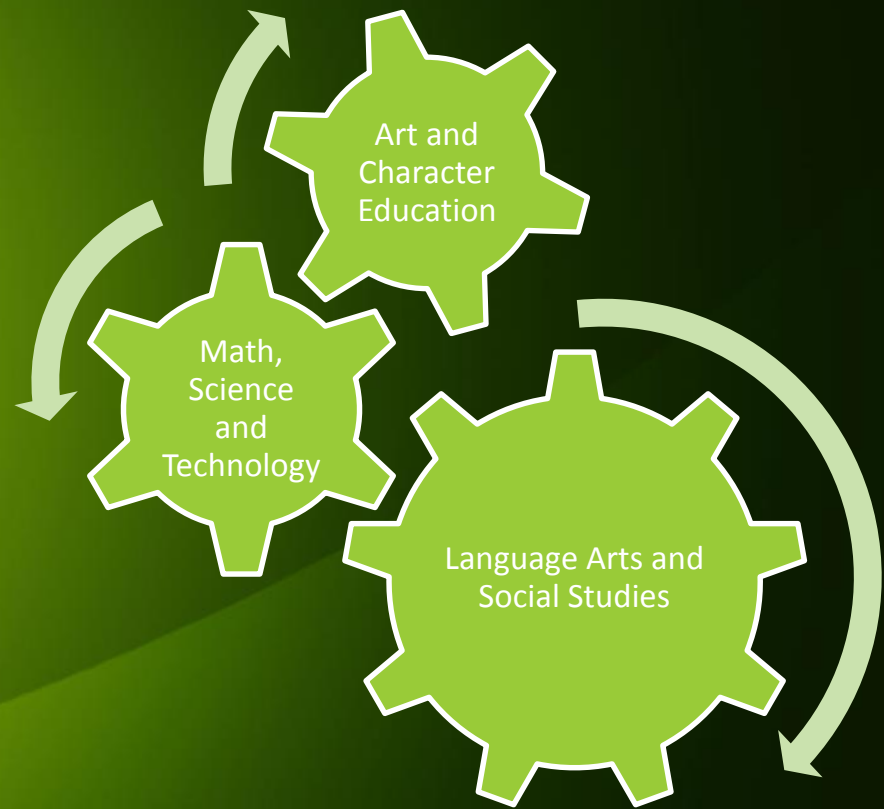 Art and
Character
Education
Math,
Science
and
Technology
Language Arts and
Social Studies